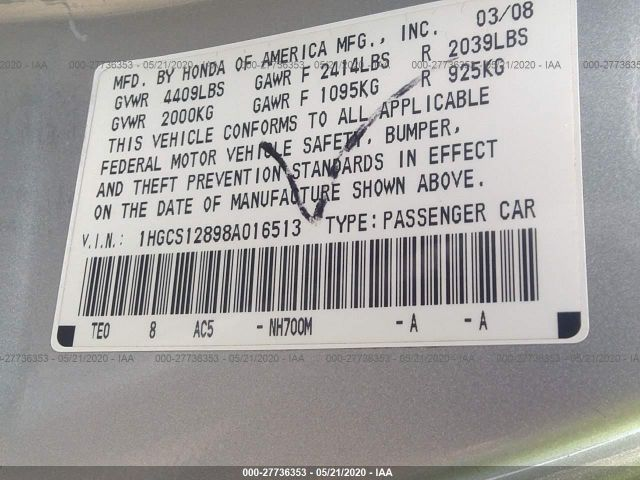 MFD. BY HONDA OF AMERICA MFG., INC. 03/08
GVWR 4409LBS GAWR F 2414LBS R 2039LBS
GVWR 2000KG GAWR F 1095KG R 925KG
THIS VEHICLE CONFORMS TO ALL APPLICABLE
FEDERAL MOTOR VEHICLE SAFETY, BUMPER,
AND THEFT PREVENTION STANDARDS IN EFFECT
ON THE DATE OF MANUFACTURE SHOWN ABOVE.
V.I.N.: 1HGCS12898A016513 TYPE: PASSENGER CAR
TE0 8 AC5 -NH700M -A -A
000-27736353 - 05/21/2020 - IAA